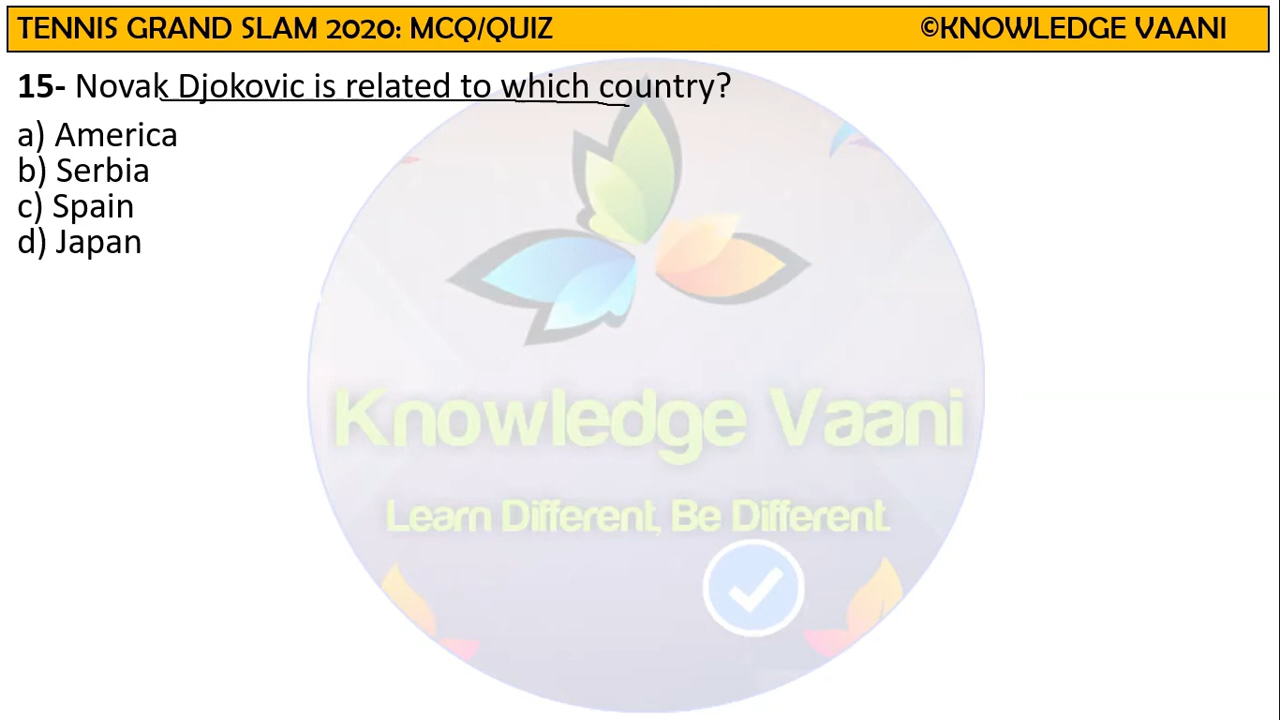 TENNIS GRAND SLAM 2020: MCQ/QUIZ ©KNOWLEDGE VAANI
15- Novak Djokovic is related to which country?
a) America
b) Serbia
c) Spain
d) Japan
Knowledge Vaani
Learn Different, Be Different